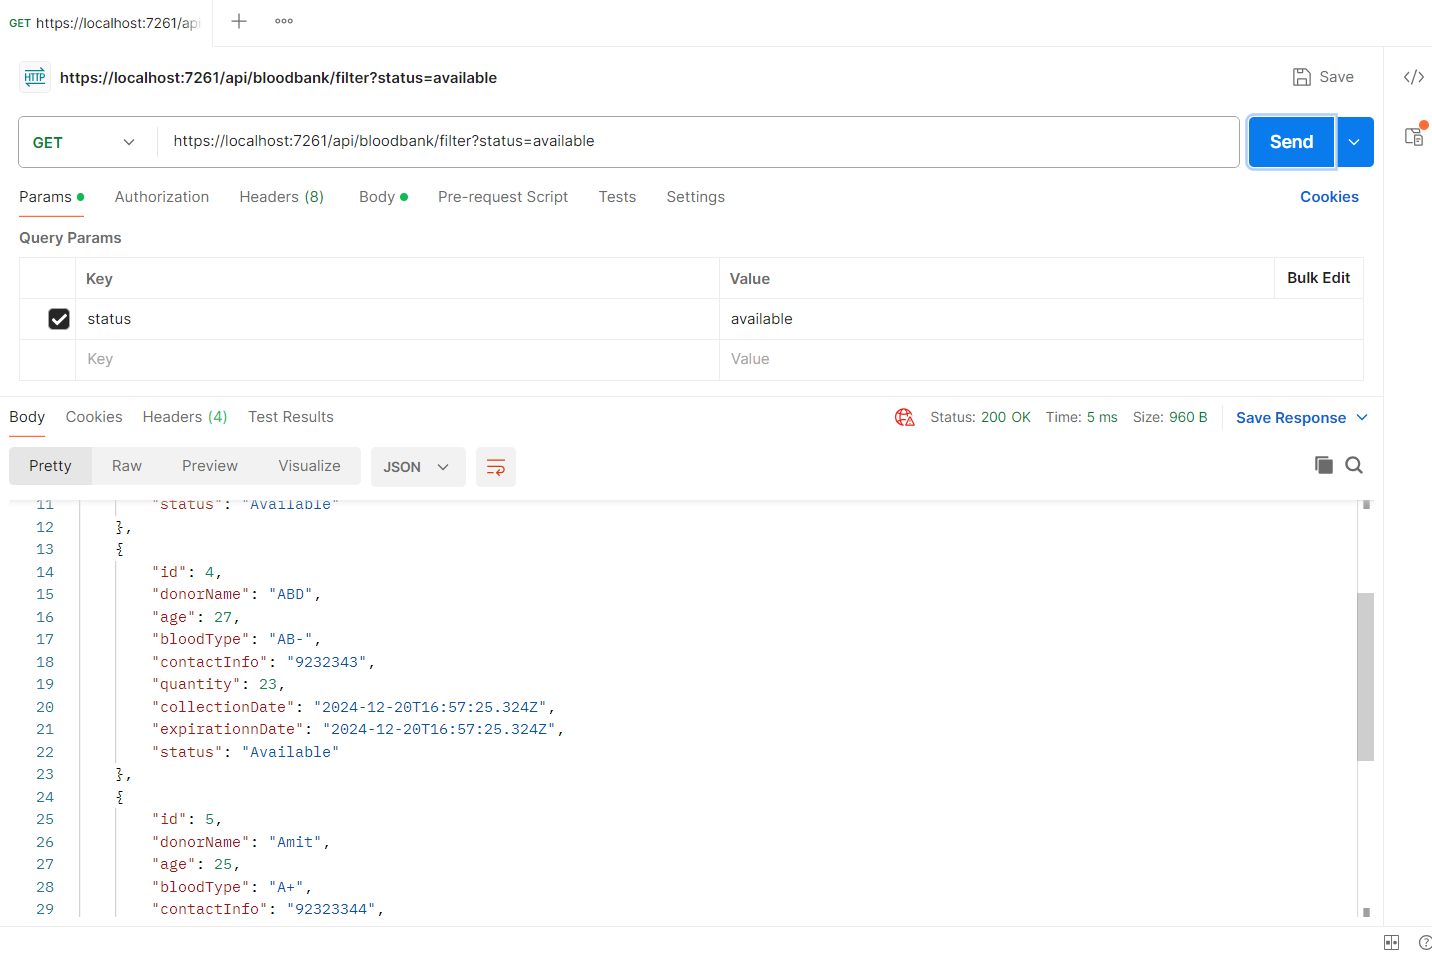 GET https://localhost:7261/api
https://localhost:7261/api/bloodbank/filter?status=available
Save
GET
https://localhost:7261/api/bloodbank/filter?status=available
Send
Params
Authorization
Headers (8)
Body
Pre-request Script
Tests
Settings
Cookies
Query Params
Key
Value
Bulk Edit
status
available
Key
Value
Body
Cookies
Headers (4)
Test Results
Status: 200 OK
Time: 5 ms
Size: 960 B
Save Response
Pretty
Raw
Preview
Visualize
JSON
11 "status": "Available"
12 },
13 {
14 "id": 4,
15 "donorName": "ABD",
16 "age": 27,
17 "bloodType": "AB-",
18 "contactInfo": "9232343",
19 "quantity": 23,
20 "collectionDate": "2024-12-20T16:57:25.324Z",
21 "expirationnDate": "2024-12-20T16:57:25.324Z",
22 "status": "Available"
23 },
24 {
25 "id": 5,
26 "donorName": "Amit",
27 "age": 25,
28 "bloodType": "A+",
29 "contactInfo": "92323344",